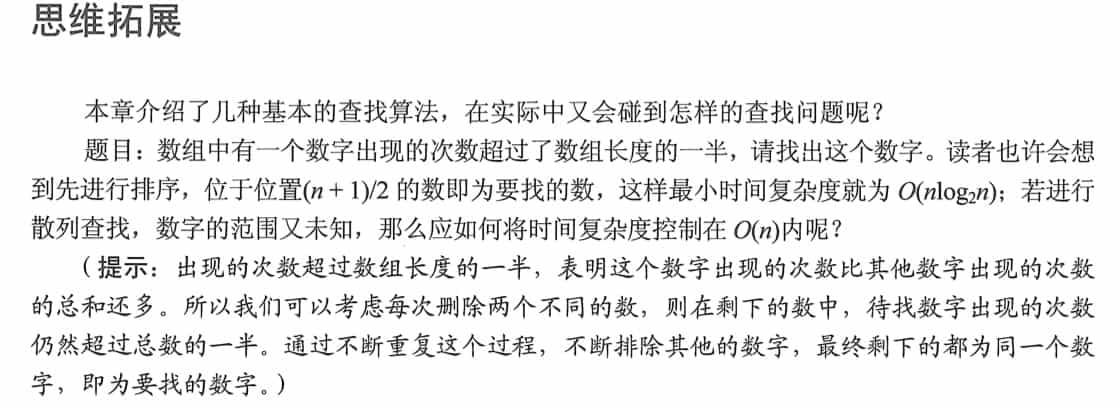 思维拓展
本章介绍了几种基本的查找算法，在实际中又会碰到怎样的查找问题呢？
题目：数组中有一个数字出现的次数超过了数组长度的一半，请找出这个数字。读者也许会想
到先进行排序，位于位置(n + 1)/2 的数即为要找的数，这样最小时间复杂度就为 O(nlog₂n)；若进行
散列查找，数字的范围又未知，那么应如何将时间复杂度控制在 O(n)内呢？
（提示：出现的次数超过数组长度的一半，表明这个数字出现的次数比其他数字出现的次数
的总和还多。所以我们可以考虑每次删除两个不同的数，则在剩下的数中，待找数字出现的次数
仍然超过总数的一半。通过不断重复这个过程，不断排除其他的数字，最终剩下的都为同一个数
字，即为要找的数字。）